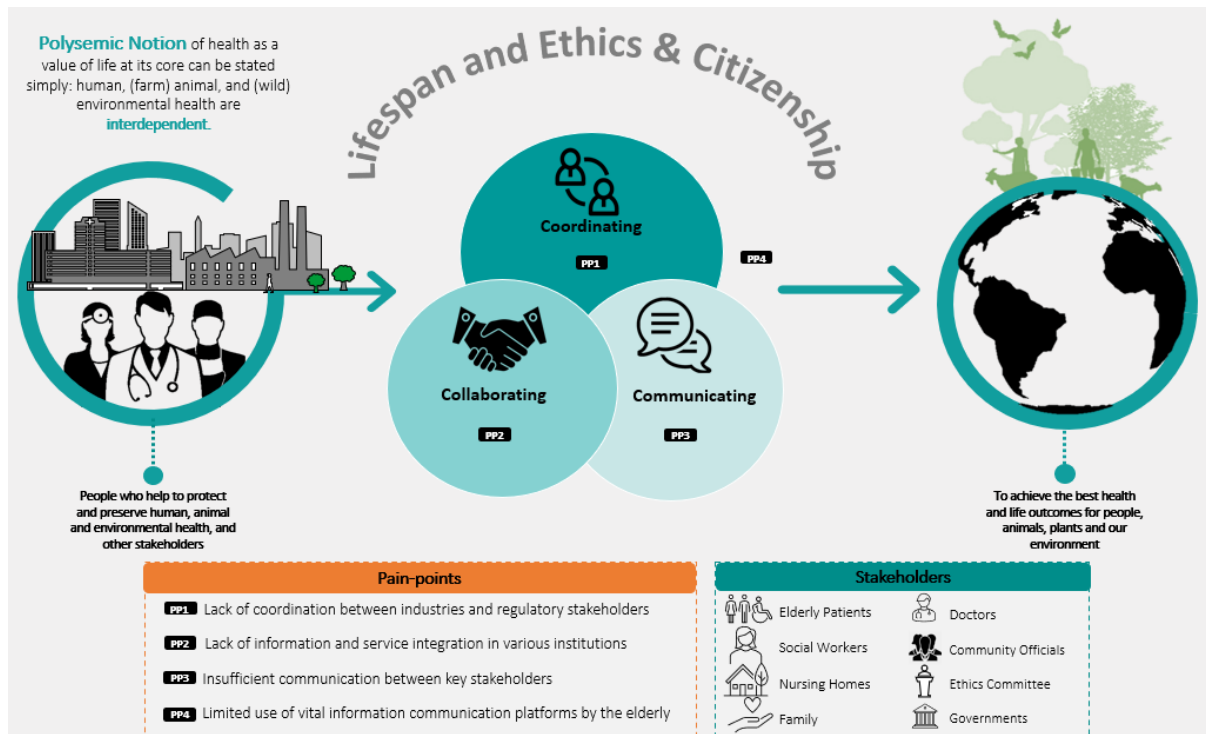 Polysemic Notion of health as a
value of life at its core can be stated
simply: human, (farm) animal, and (wild)
environmental health are
interdependent.
Lifespan and Ethics & Citizenship
Coordinating
PP1
PP4
Collaborating
PP2
Communicating
PP3
People who help to protect
and preserve human, animal
and environmental health, and
other stakeholders
To achieve the best health
and life outcomes for people,
animals, plants and our
environment
Pain-points
PP1 Lack of coordination between industries and regulatory stakeholders
PP2 Lack of information and service integration in various institutions
PP3 Insufficient communication between key stakeholders
PP4 Limited use of vital information communication platforms by the elderly
Stakeholders
Elderly Patients
Social Workers
Nursing Homes
Family
Doctors
Community Officials
Ethics Committee
Governments